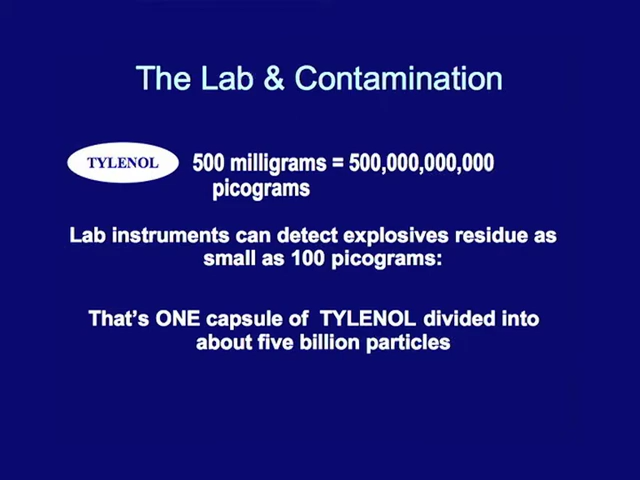 The Lab & Contamination
TYLENOL
500 milligrams = 500,000,000,000
picograms
Lab instruments can detect explosives residue as
small as 100 picograms:
That's ONE capsule of TYLENOL divided into
about five billion particles